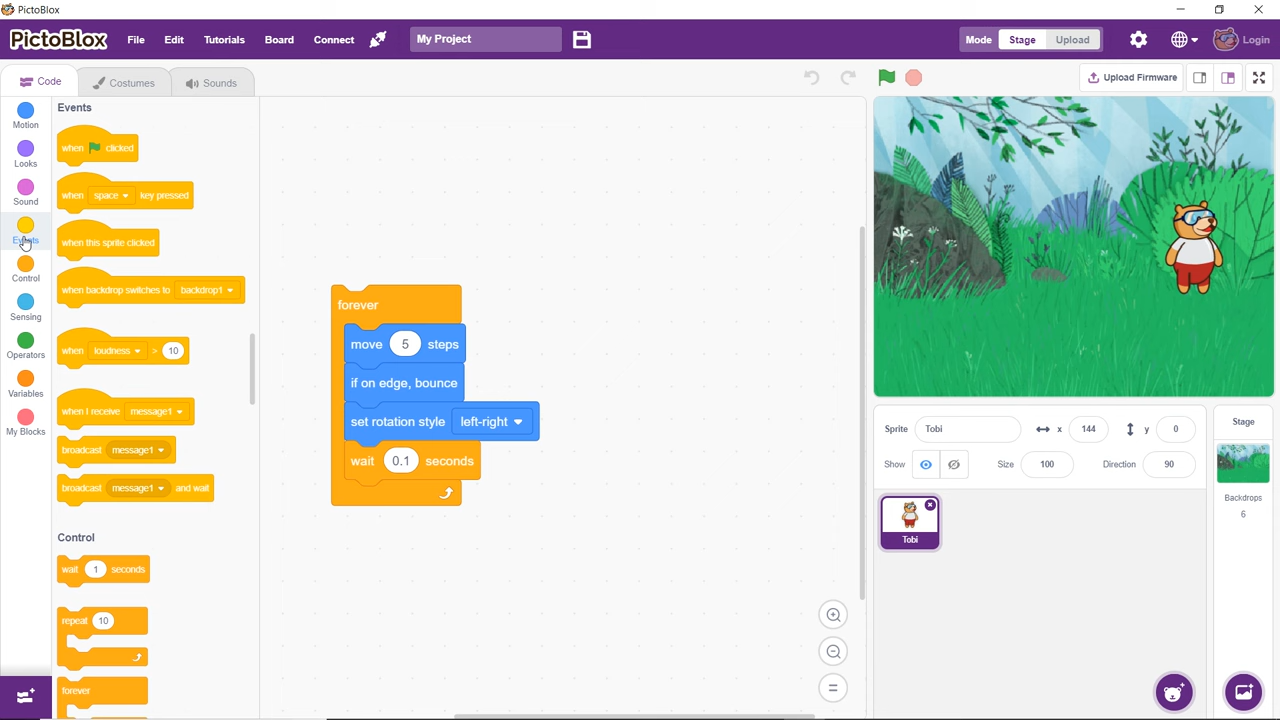 PictoBlox
PictoBlox File Edit Tutorials Board Connect My Project Mode Stage Upload Login
Code Costumes Sounds Upload Firmware
Motion
Looks
Sound
Events
Control
Sensing
Operators
Variables
My Blocks
Events
when clicked
when space key pressed
when this sprite clicked
when backdrop switches to backdrop1
when loudness > 10
when I receive message1
broadcast message1
broadcast message1 and wait
Control
wait 1 seconds
repeat 10
forever
forever
move 5 steps
if on edge, bounce
set rotation style left-right
wait 0.1 seconds
Sprite Tobi x 144 y 0
Show Size 100 Direction 90
Tobi
Stage
Backdrops
6